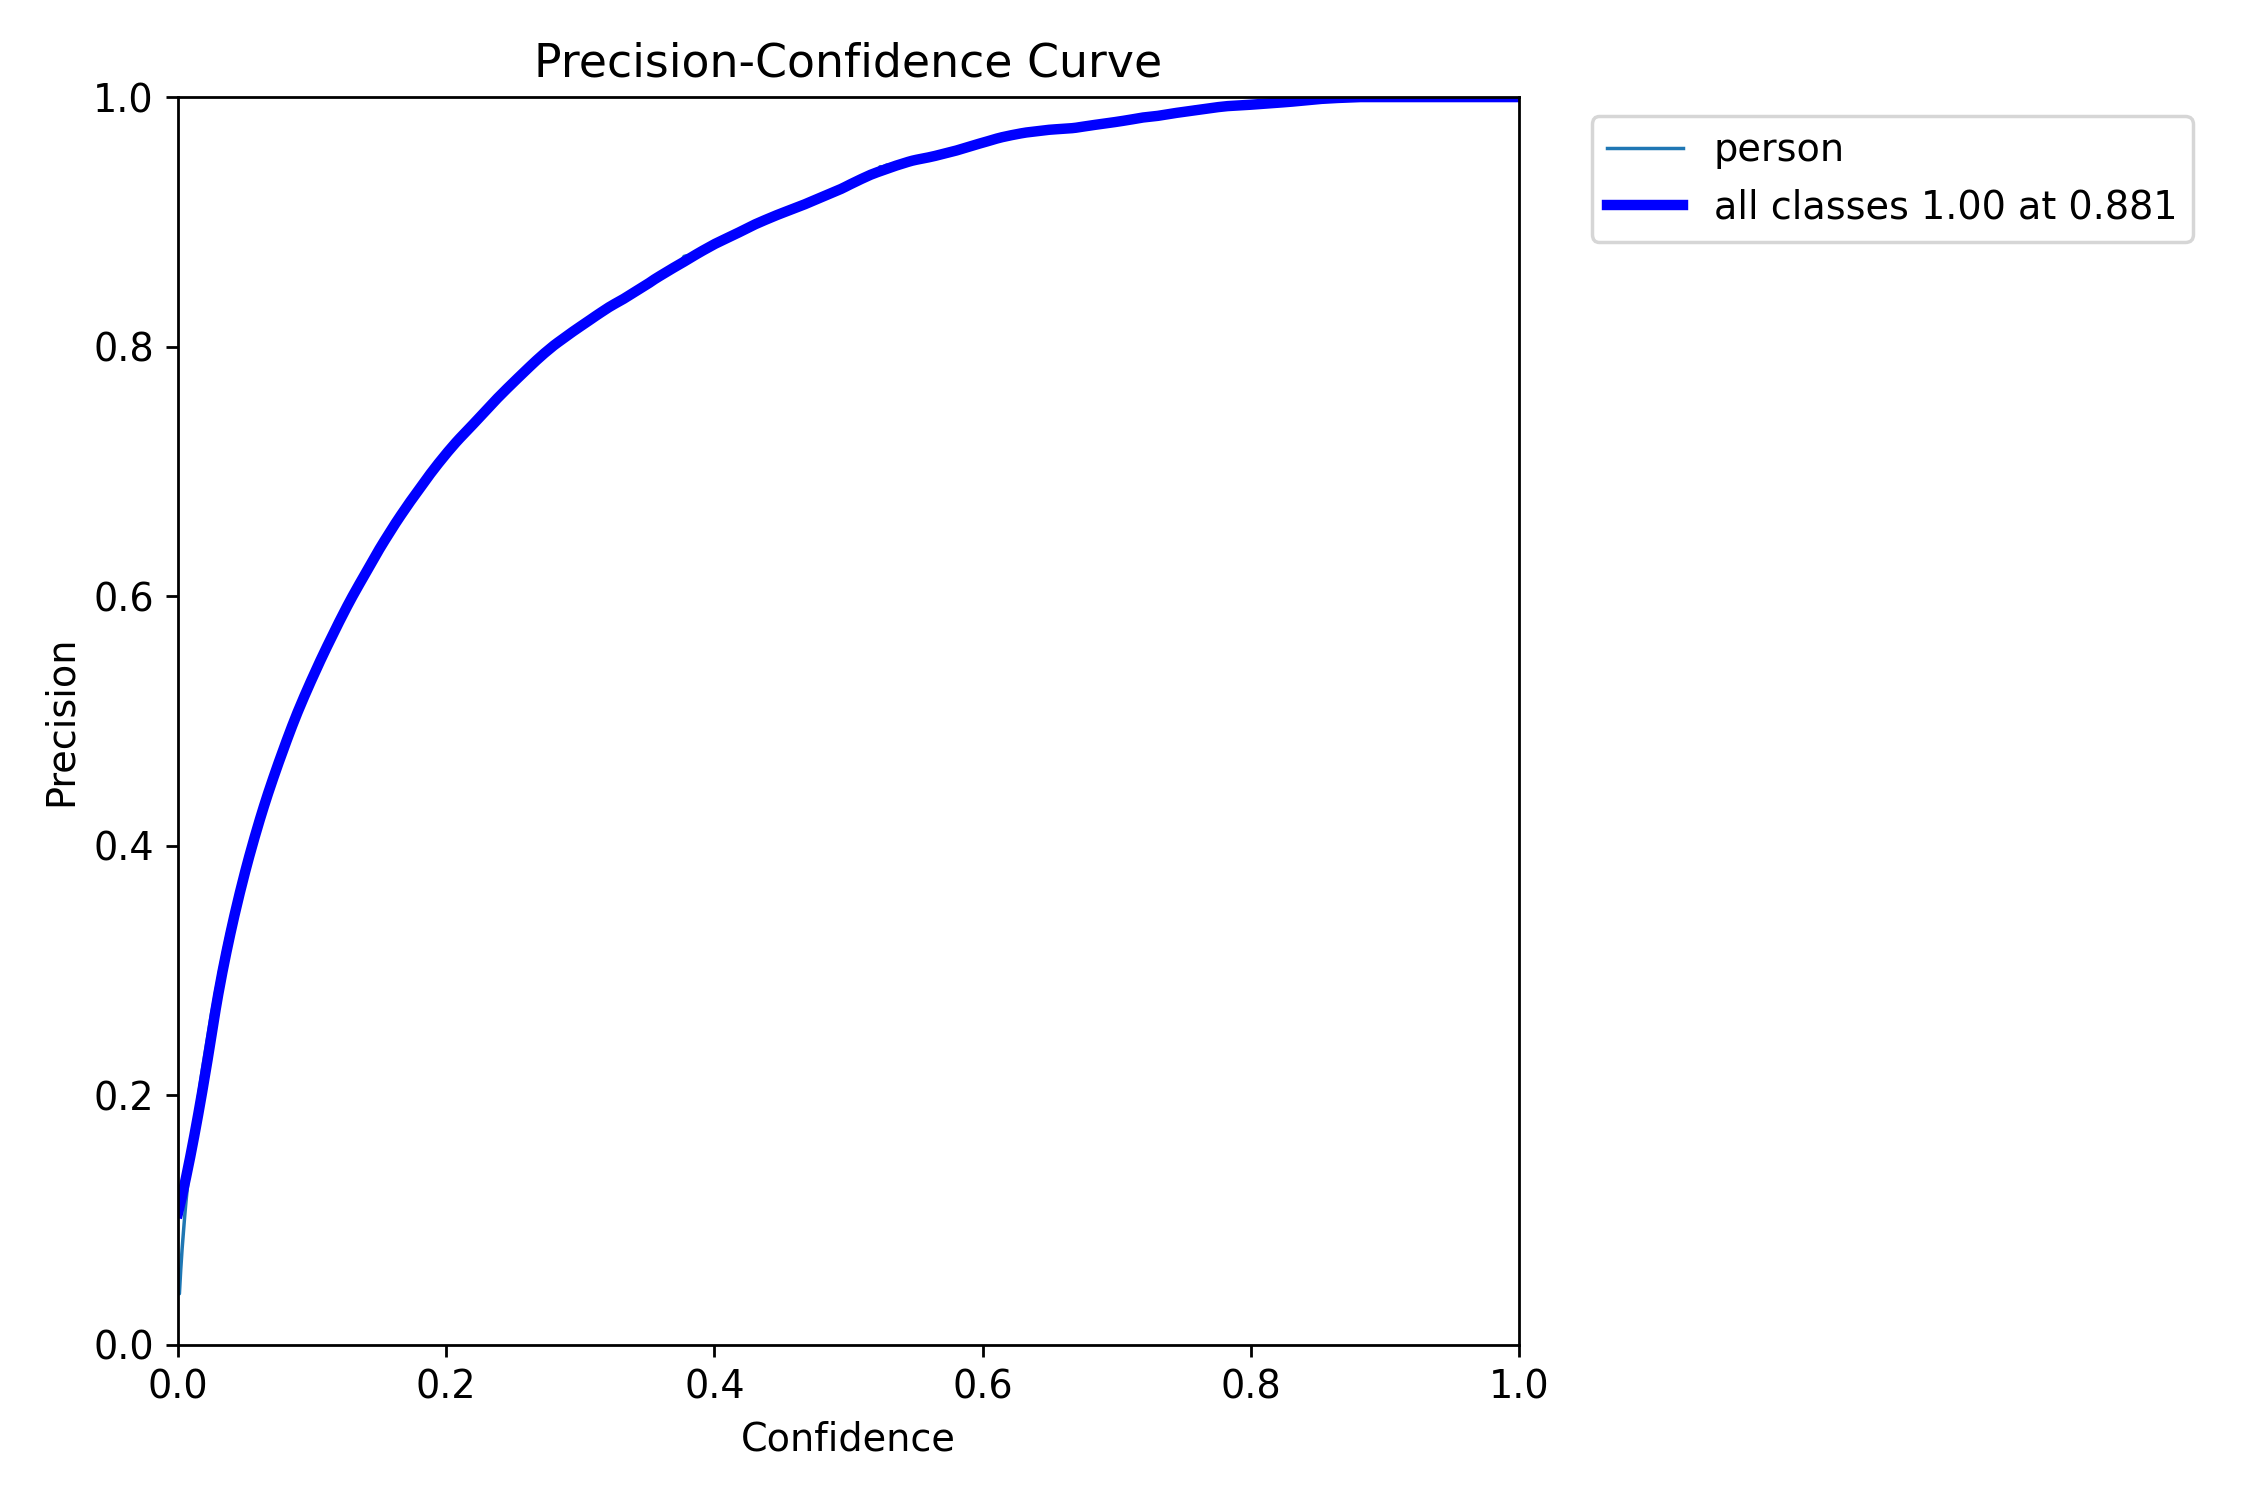 Precision-Confidence Curve
1.0
0.8
0.6
0.4
0.2
0.0
Precision
0.0 0.2 0.4 0.6 0.8 1.0
Confidence
person
all classes 1.00 at 0.881